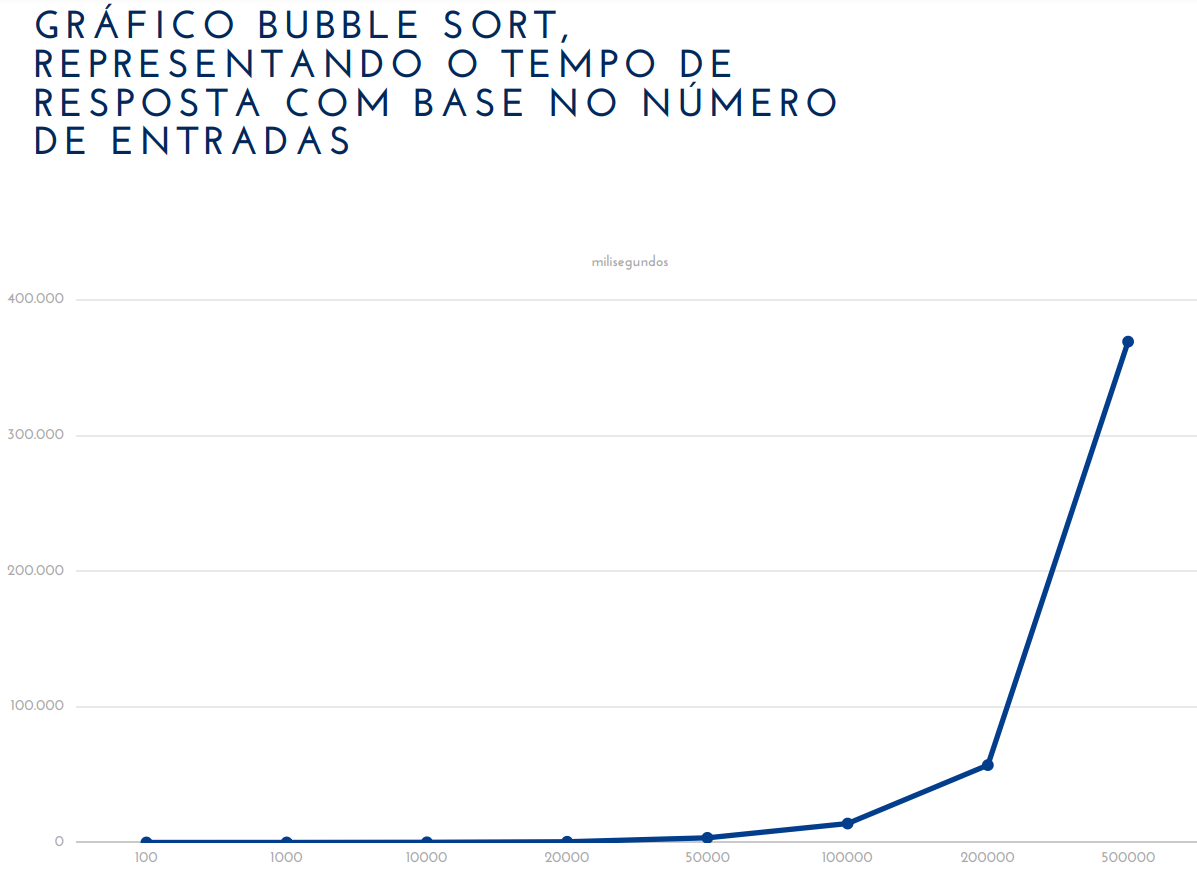 GRÁFICO BUBBLE SORT,
REPRESENTANDO O TEMPO DE
RESPOSTA COM BASE NO NÚMERO
DE ENTRADAS
milisegundos
400.000
300.000
200.000
100.000
0
100 1000 10000 20000 50000 100000 200000 500000